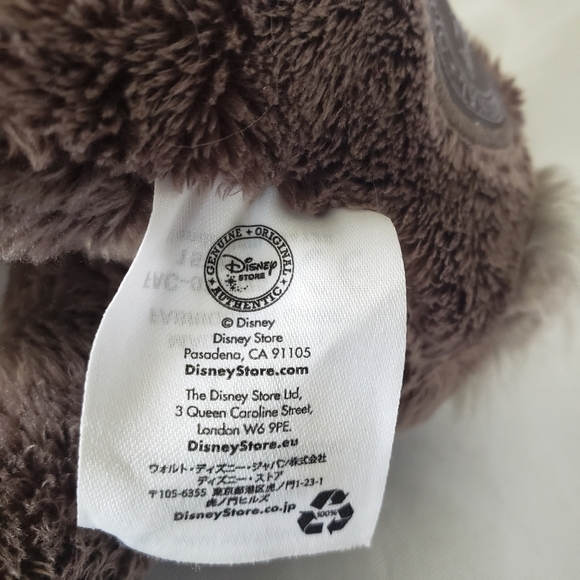 GENUINE • ORIGINAL
Disney
STORE
AUTHENTIC
© Disney
Disney Store
Pasadena, CA 91105
DisneyStore.com
The Disney Store Ltd,
3 Queen Caroline Street,
London W6 9PE.
DisneyStore.eu
ウォルト・ディズニー・ジャパン株式会社
ディズニー・ストア
〒105-6355 東京都港区虎ノ門1-23-1
虎ノ門ヒルズ
DisneyStore.co.jp
100%